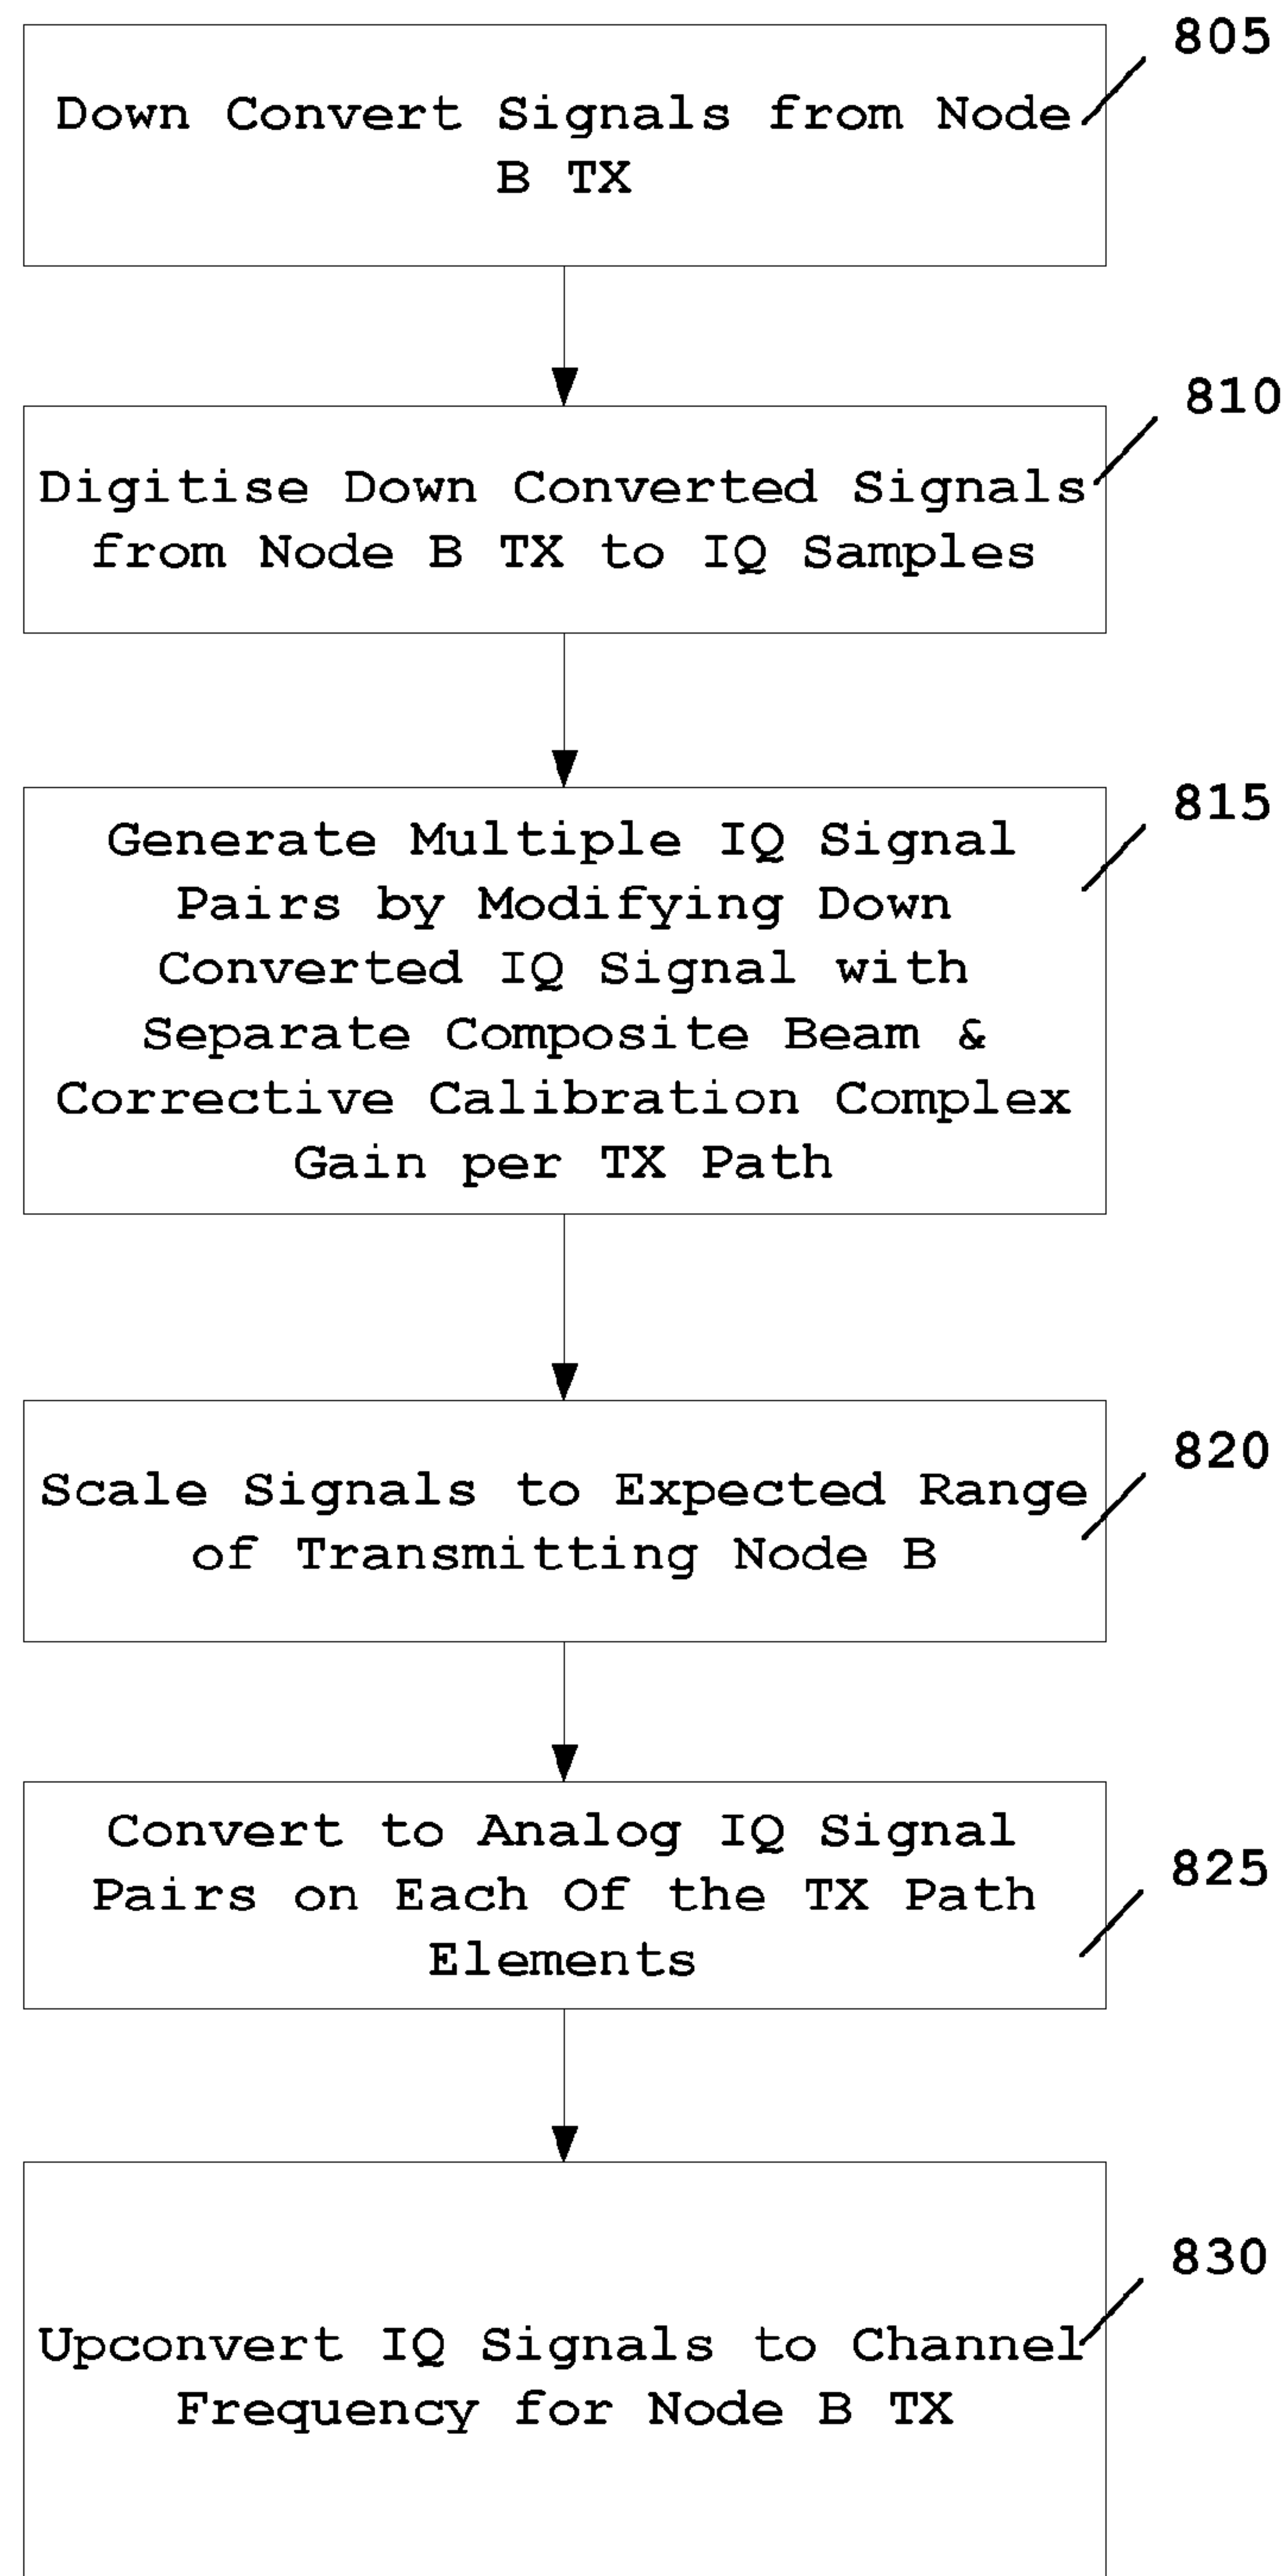 805
Down Convert Signals from Node
B TX
810
Digitise Down Converted Signals
from Node B TX to IQ Samples
815
Generate Multiple IQ Signal
Pairs by Modifying Down
Converted IQ Signal with
Separate Composite Beam &
Corrective Calibration Complex
Gain per TX Path
820
Scale Signals to Expected Range
of Transmitting Node B
825
Convert to Analog IQ Signal
Pairs on Each Of the TX Path
Elements
830
Upconvert IQ Signals to Channel
Frequency for Node B TX